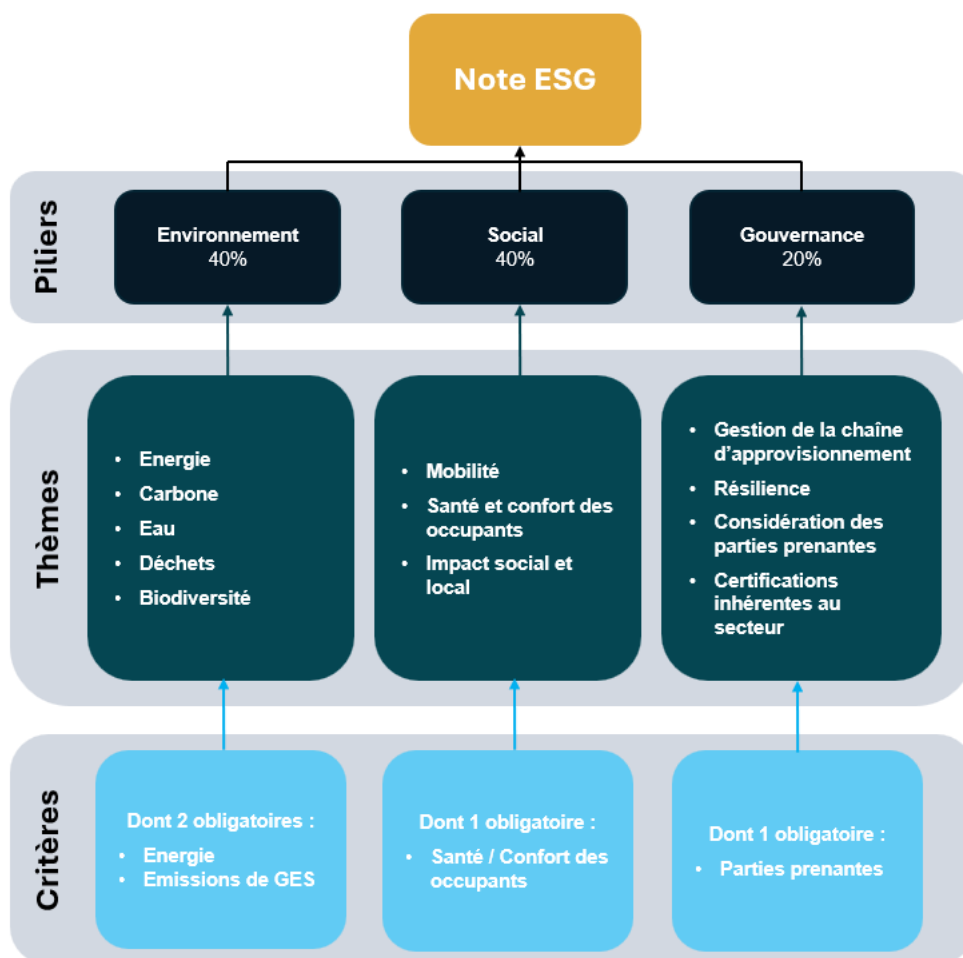 Note ESG
Piliers
Environnement
40%
Social
40%
Gouvernance
20%
Thèmes
• Energie
• Carbone
• Eau
• Déchets
• Biodiversité
• Mobilité
• Santé et confort des
occupants
• Impact social et
local
• Gestion de la chaîne
d'approvisionnement
• Résilience
• Considération des
parties prenantes
• Certifications
inhérentes au
secteur
Critères
Dont 2 obligatoires :
• Energie
• Emissions de GES
Dont 1 obligatoire :
• Santé / Confort des
occupants
Dont 1 obligatoire :
• Parties prenantes